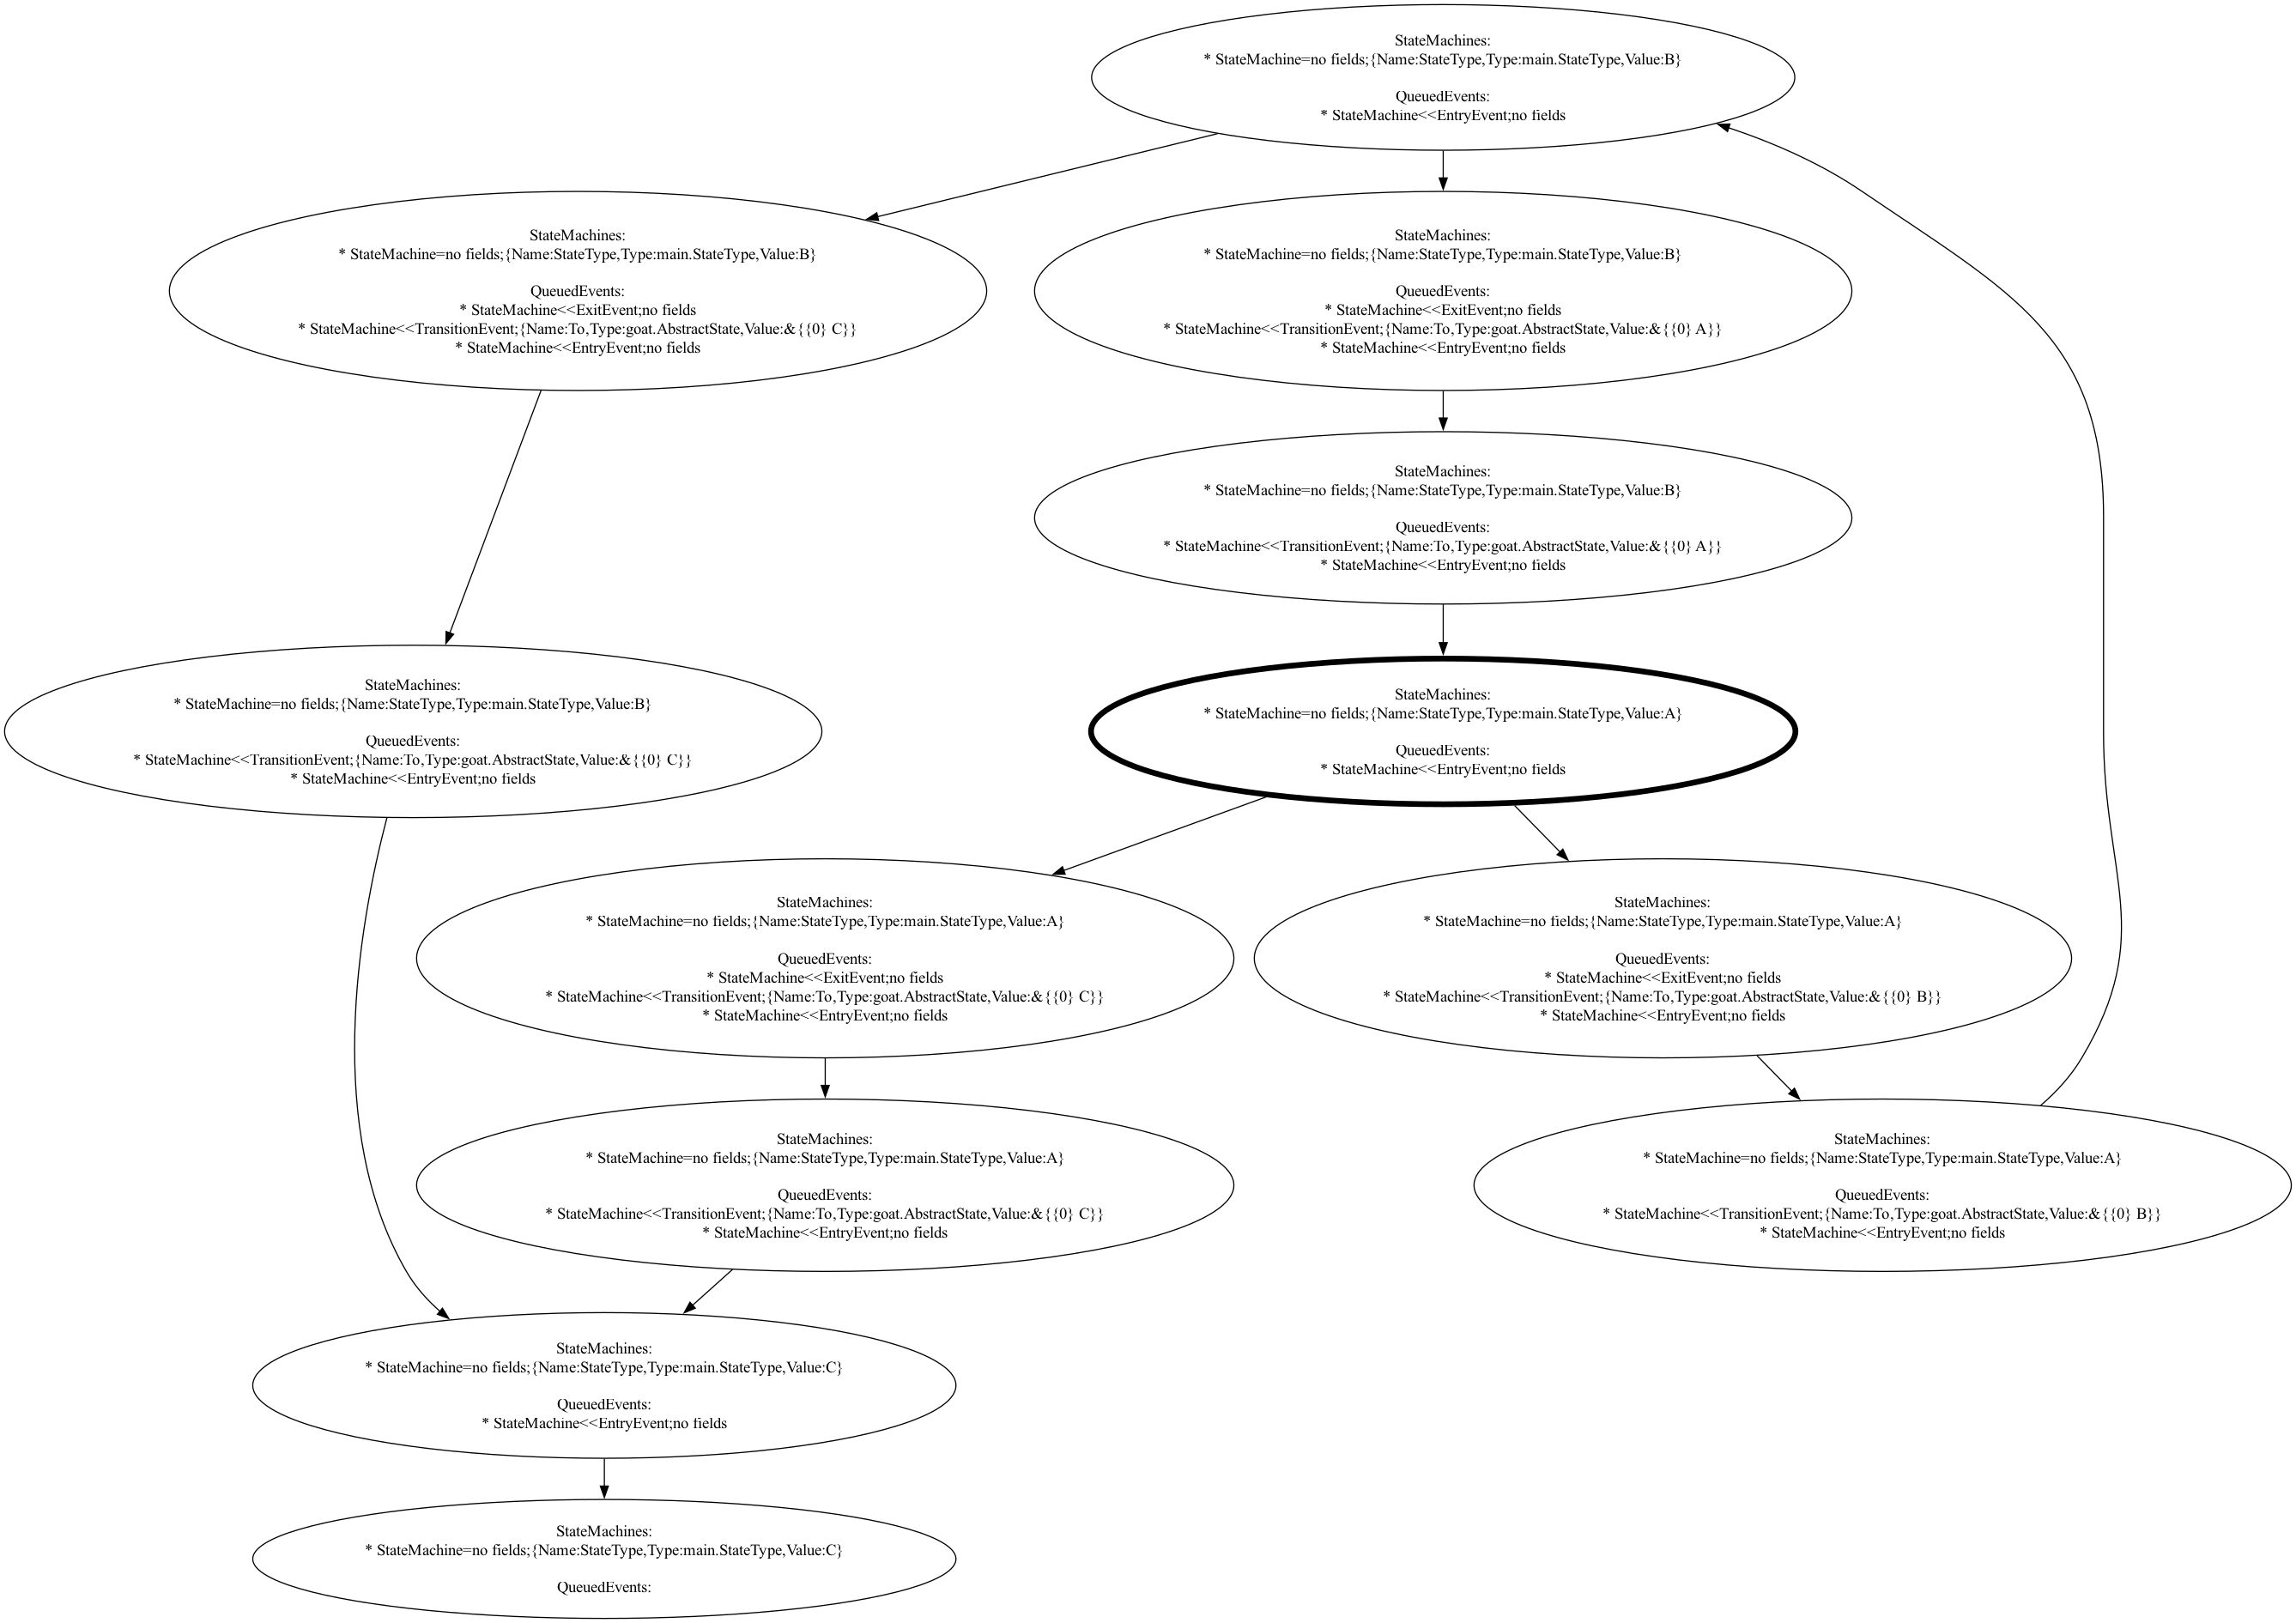 StateMachines:
* StateMachine=no fields;{Name:StateType,Type:main.StateType,Value:B}
QueuedEvents:
* StateMachine<<EntryEvent;no fields
StateMachines:
* StateMachine=no fields;{Name:StateType,Type:main.StateType,Value:B}
QueuedEvents:
* StateMachine<<ExitEvent;no fields
* StateMachine<<TransitionEvent;{Name:To,Type:goat.AbstractState,Value:&{{0} C}}
* StateMachine<<EntryEvent;no fields
StateMachines:
* StateMachine=no fields;{Name:StateType,Type:main.StateType,Value:B}
QueuedEvents:
* StateMachine<<ExitEvent;no fields
* StateMachine<<TransitionEvent;{Name:To,Type:goat.AbstractState,Value:&{{0} A}}
* StateMachine<<EntryEvent;no fields
StateMachines:
* StateMachine=no fields;{Name:StateType,Type:main.StateType,Value:B}
QueuedEvents:
* StateMachine<<TransitionEvent;{Name:To,Type:goat.AbstractState,Value:&{{0} A}}
* StateMachine<<EntryEvent;no fields
StateMachines:
* StateMachine=no fields;{Name:StateType,Type:main.StateType,Value:B}
QueuedEvents:
* StateMachine<<TransitionEvent;{Name:To,Type:goat.AbstractState,Value:&{{0} C}}
* StateMachine<<EntryEvent;no fields
StateMachines:
* StateMachine=no fields;{Name:StateType,Type:main.StateType,Value:A}
QueuedEvents:
* StateMachine<<EntryEvent;no fields
StateMachines:
* StateMachine=no fields;{Name:StateType,Type:main.StateType,Value:A}
QueuedEvents:
* StateMachine<<ExitEvent;no fields
* StateMachine<<TransitionEvent;{Name:To,Type:goat.AbstractState,Value:&{{0} C}}
* StateMachine<<EntryEvent;no fields
StateMachines:
* StateMachine=no fields;{Name:StateType,Type:main.StateType,Value:A}
QueuedEvents:
* StateMachine<<ExitEvent;no fields
* StateMachine<<TransitionEvent;{Name:To,Type:goat.AbstractState,Value:&{{0} B}}
* StateMachine<<EntryEvent;no fields
StateMachines:
* StateMachine=no fields;{Name:StateType,Type:main.StateType,Value:A}
QueuedEvents:
* StateMachine<<TransitionEvent;{Name:To,Type:goat.AbstractState,Value:&{{0} C}}
* StateMachine<<EntryEvent;no fields
StateMachines:
* StateMachine=no fields;{Name:StateType,Type:main.StateType,Value:A}
QueuedEvents:
* StateMachine<<TransitionEvent;{Name:To,Type:goat.AbstractState,Value:&{{0} B}}
* StateMachine<<EntryEvent;no fields
StateMachines:
* StateMachine=no fields;{Name:StateType,Type:main.StateType,Value:C}
QueuedEvents:
* StateMachine<<EntryEvent;no fields
StateMachines:
* StateMachine=no fields;{Name:StateType,Type:main.StateType,Value:C}
QueuedEvents: